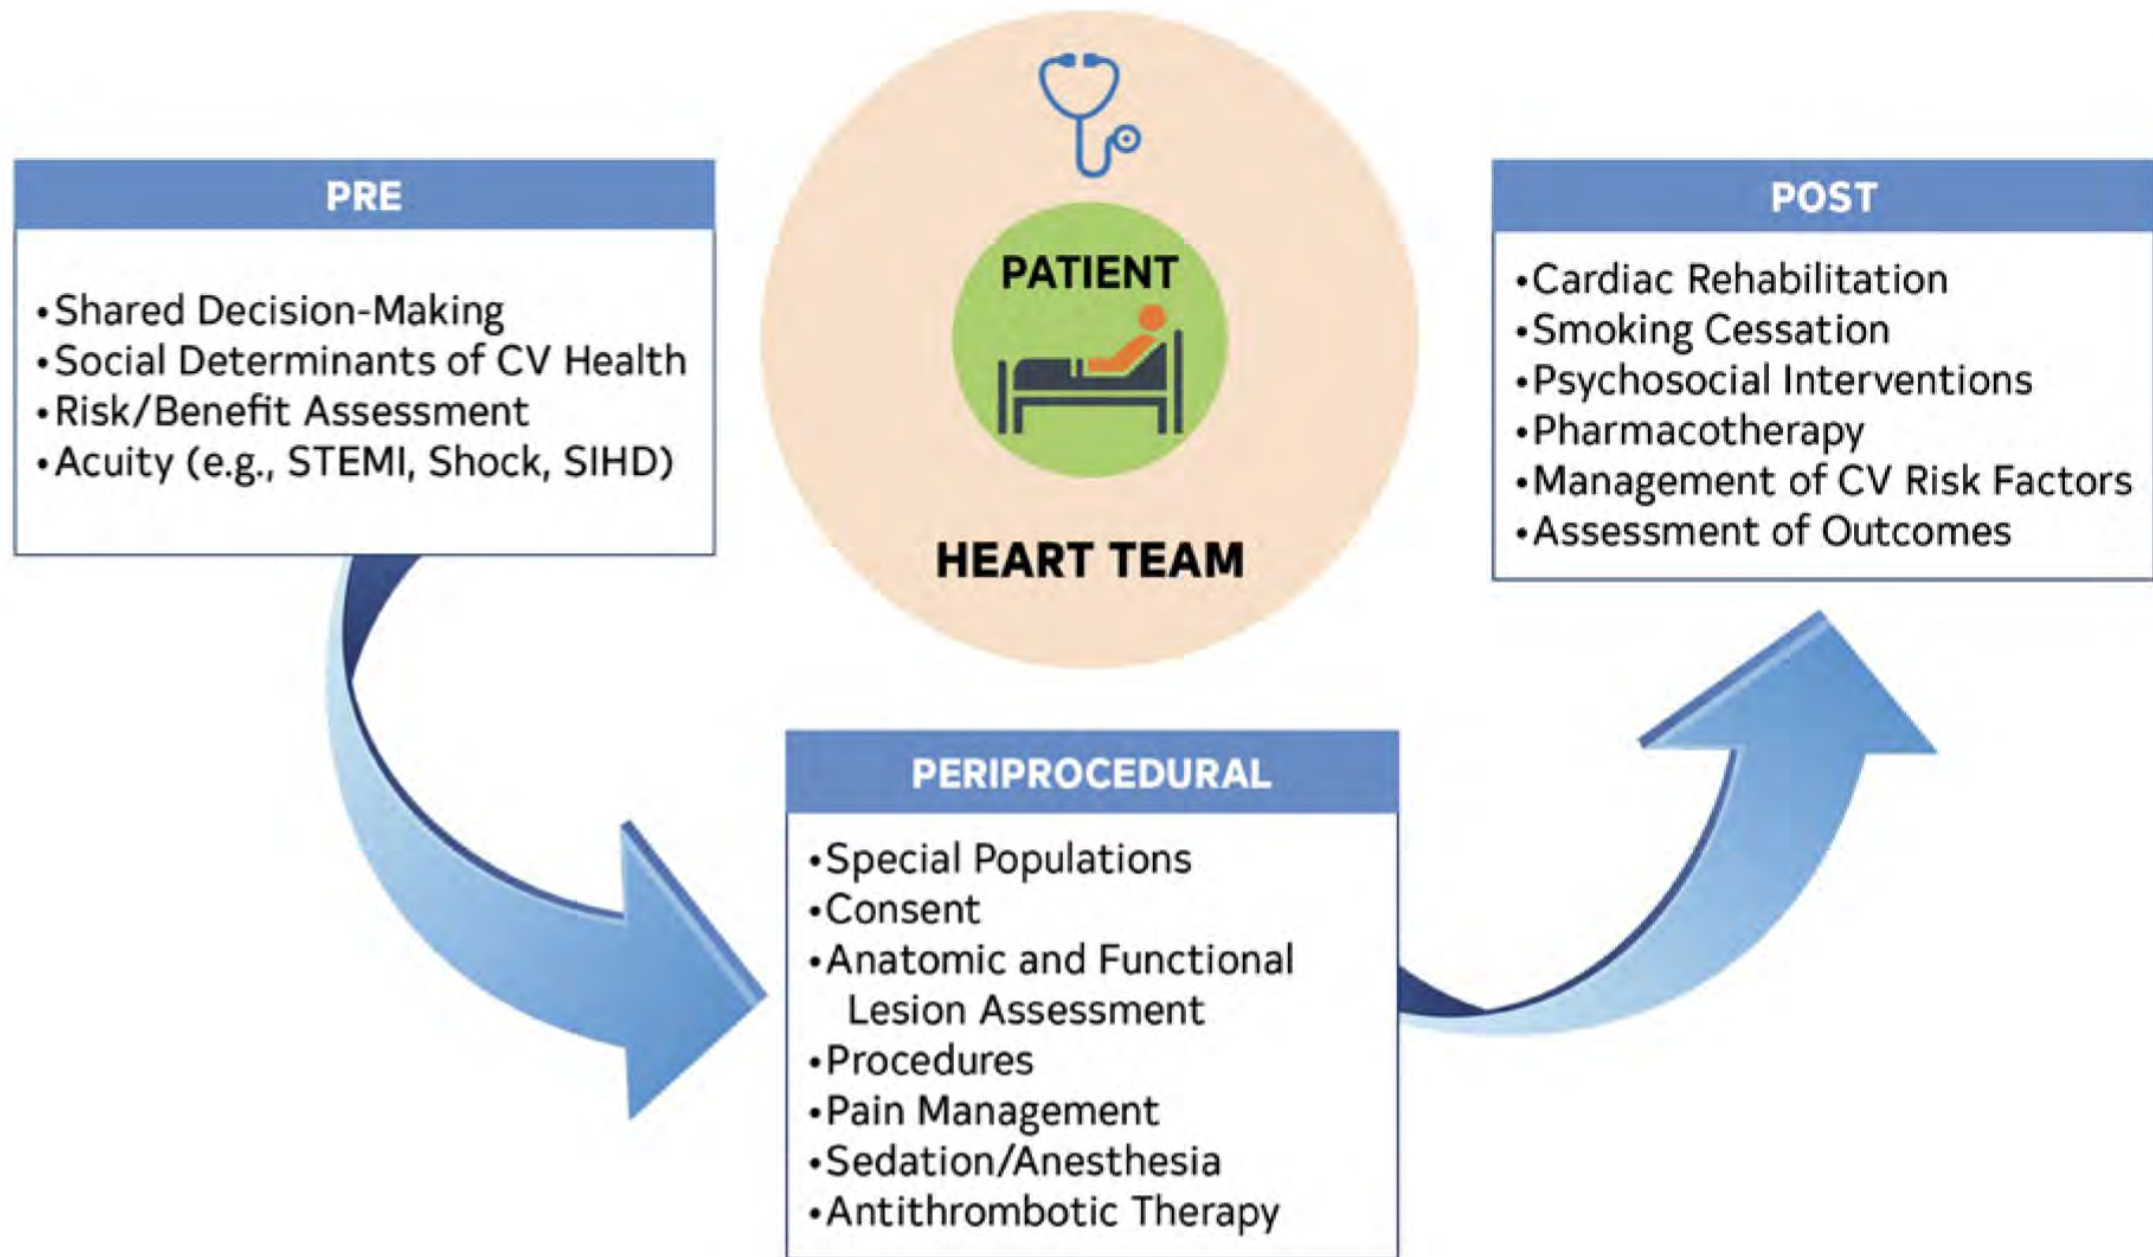 PRE
•Shared Decision-Making
•Social Determinants of CV Health
•Risk/Benefit Assessment
•Acuity (e.g., STEMI, Shock, SIHD)
PATIENT
HEART TEAM
POST
•Cardiac Rehabilitation
•Smoking Cessation
•Psychosocial Interventions
•Pharmacotherapy
•Management of CV Risk Factors
•Assessment of Outcomes
PERIPROCEDURAL
•Special Populations
•Consent
•Anatomic and Functional
Lesion Assessment
•Procedures
•Pain Management
•Sedation/Anesthesia
•Antithrombotic Therapy